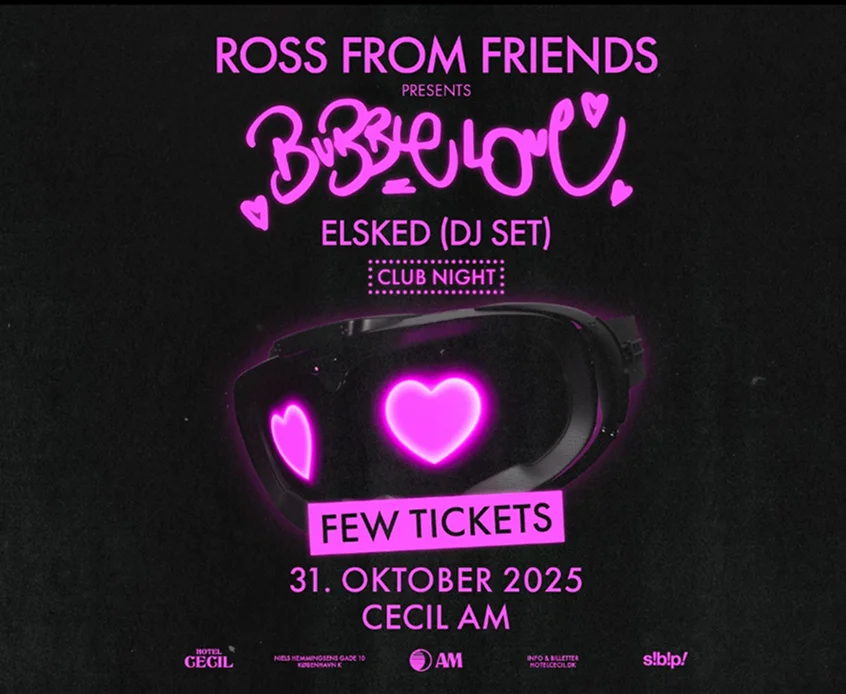 ROSS FROM FRIENDS
PRESENTS
BUBBLE LOVE
ELSKED (DJ SET)
CLUB NIGHT
FEW TICKETS
31. OKTOBER 2025
CECIL AM
HOTEL
CECIL
NIELS HEMMINGSENS GADE 10
KØBENHAVN K
AM
INFO & BILLETTER
HOTELCECIL.DK
s!b!p!